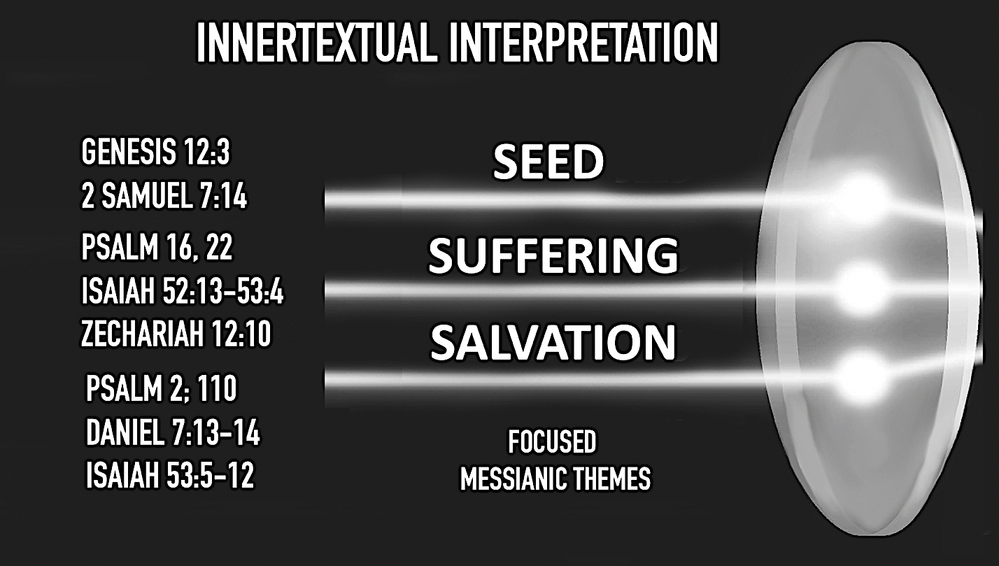 INNERTEXTUAL INTERPRETATION
GENESIS 12:3
2 SAMUEL 7:14
PSALM 16, 22
ISAIAH 52:13–53:4
ZECHARIAH 12:10
PSALM 2; 110
DANIEL 7:13–14
ISAIAH 53:5–12
SEED
SUFFERING
SALVATION
FOCUSED
MESSIANIC THEMES